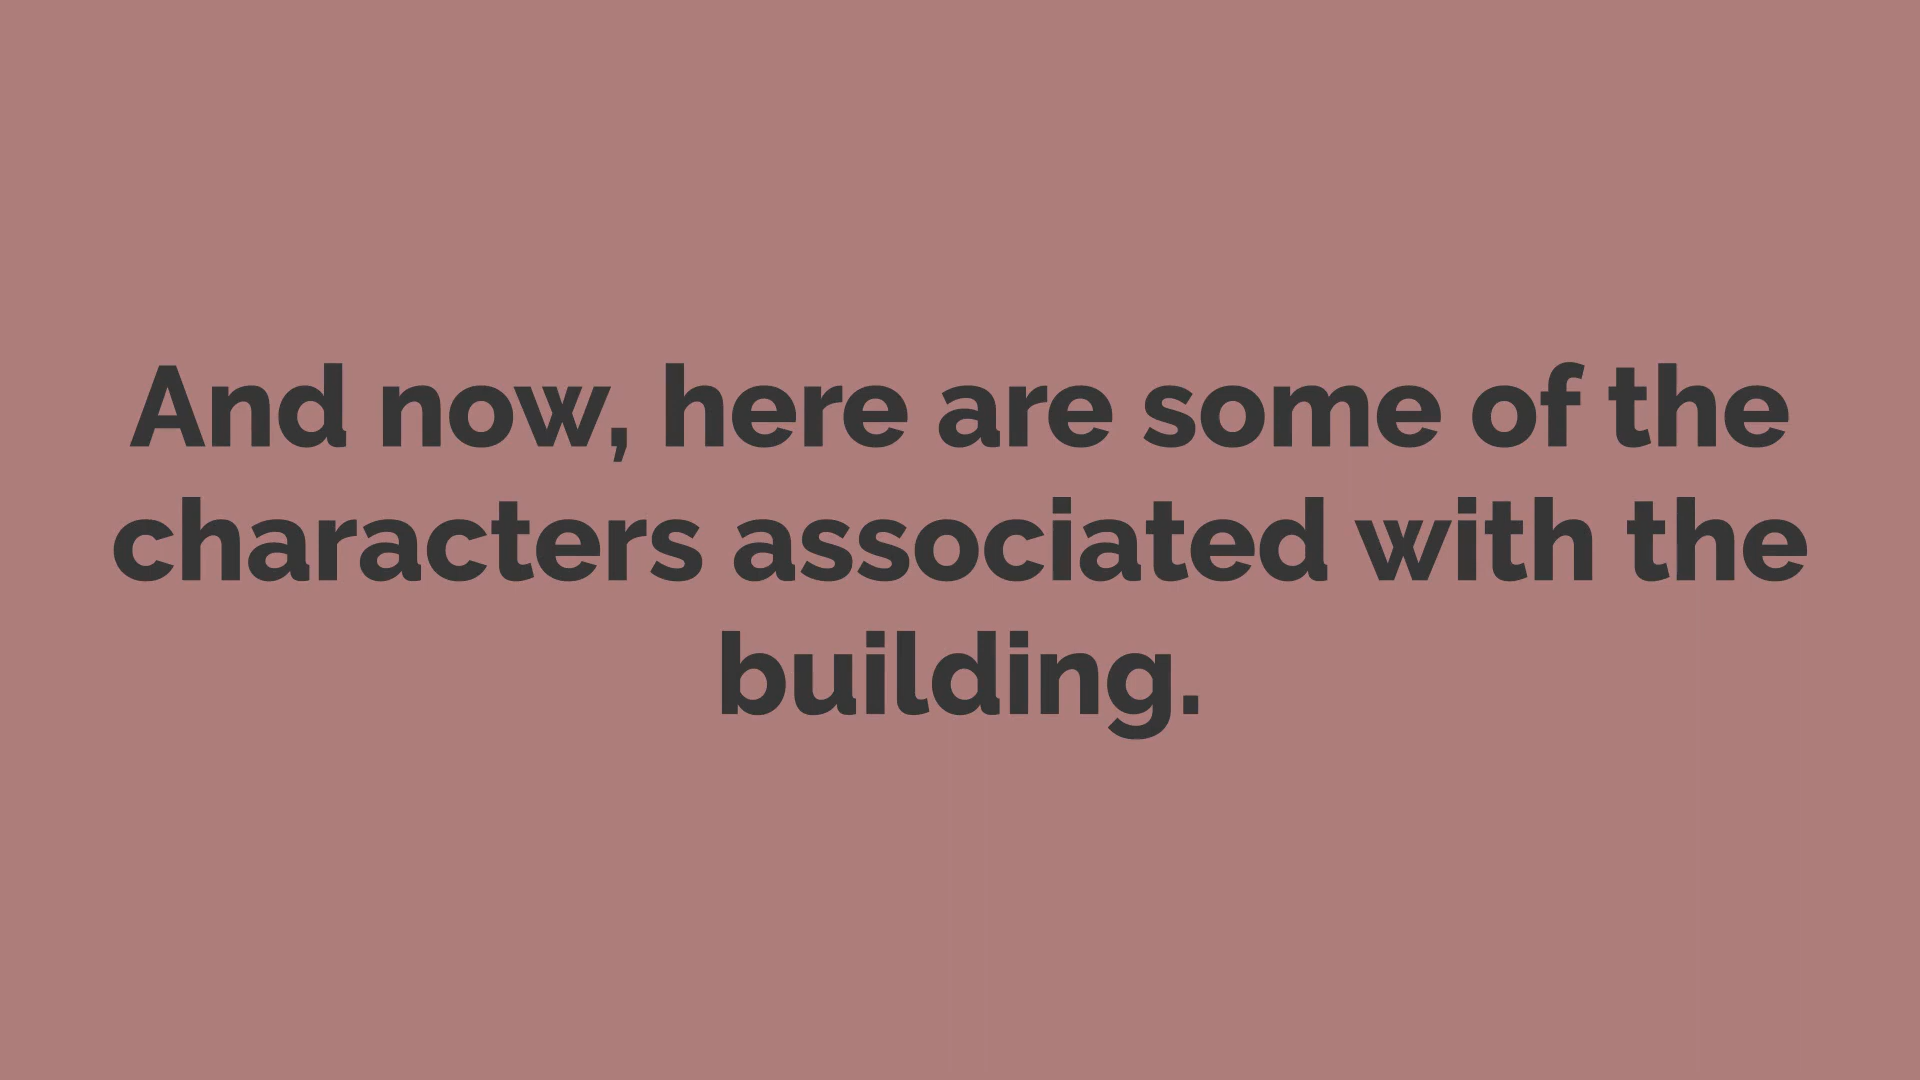 And now, here are some of the
characters associated with the
building.